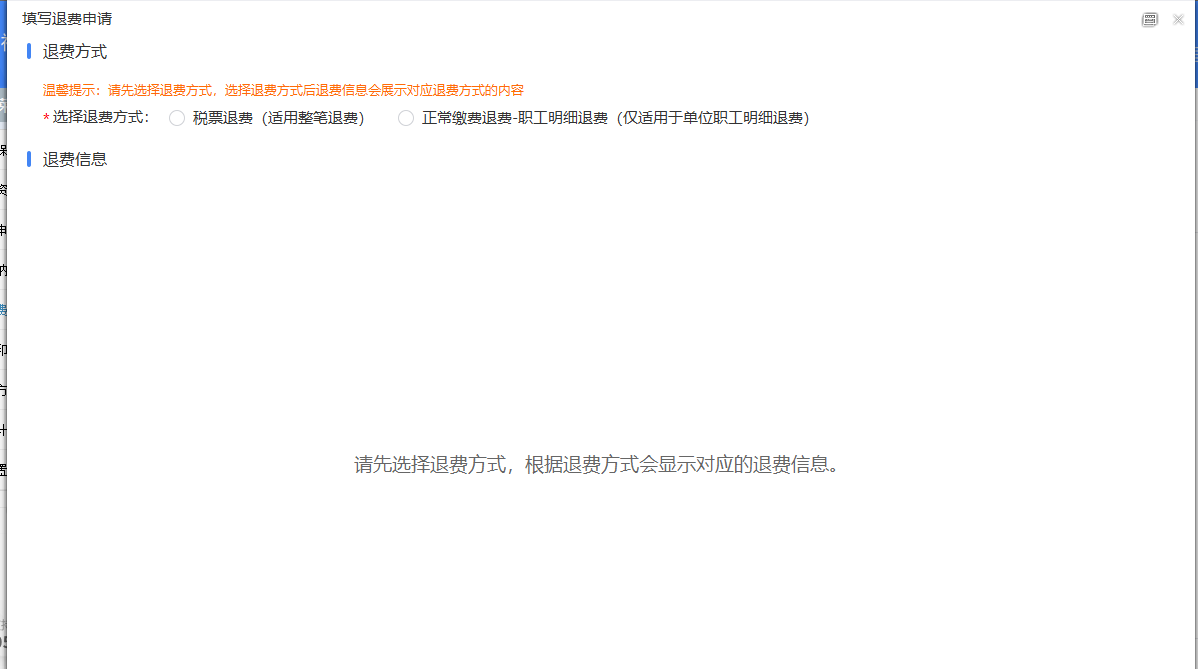 填写退费申请
退费方式
温馨提示：请先选择退费方式，选择退费方式后退费信息会展示对应退费方式的内容
*选择退费方式： 税票退费（适用整笔退费） 正常缴费退费-职工明细退费（仅适用于单位职工明细退费）
退费信息
请先选择退费方式，根据退费方式会显示对应的退费信息。